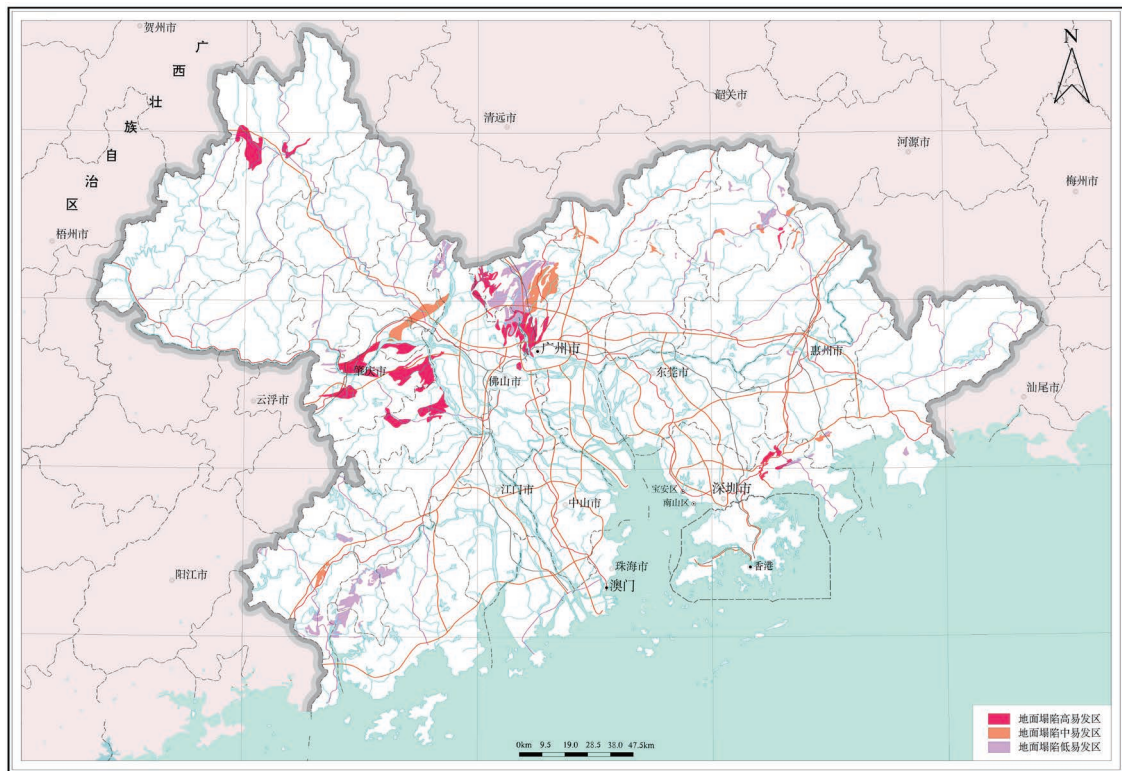 贺州市
广西壮族自治区
清远市
韶关市
N
河源市
梅州市
梧州市
广州市
惠州市
肇庆市
佛山市
东莞市
云浮市
汕尾市
江门市
中山市
宝安区
深圳市
南山区
阳江市
珠海市
香港
澳门
地面塌陷高易发区
地面塌陷中易发区
地面塌陷低易发区
0km 9.5 19.0 28.5 38.0 47.5km